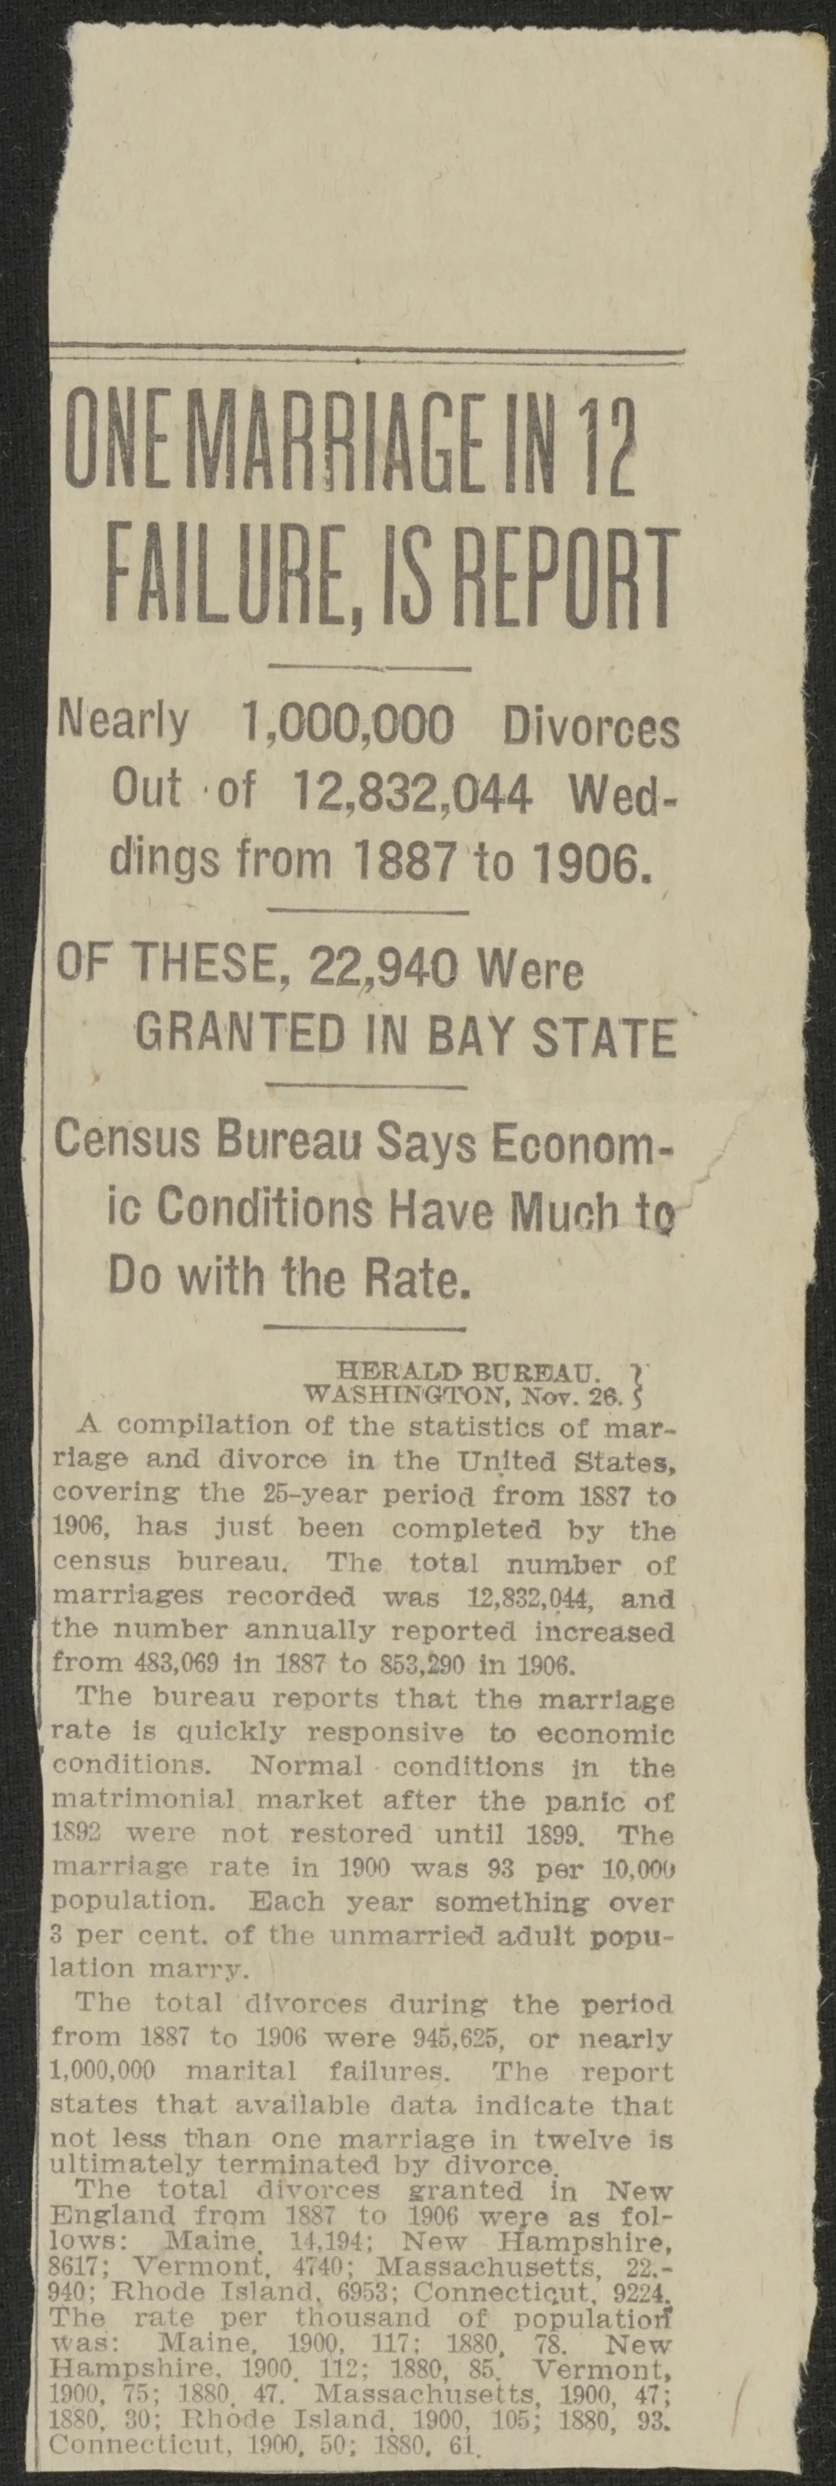 ONE MARRIAGE IN 12
FAILURE, IS REPORT
Nearly 1,000,000 Divorces
Out of 12,832,044 Wed-
dings from 1887 to 1906.
OF THESE, 22,940 Were
GRANTED IN BAY STATE
Census Bureau Says Econom-
ic Conditions Have Much to
Do with the Rate.
HERALD BUREAU. }
WASHINGTON, Nov. 26. }
A compilation of the statistics of mar-
riage and divorce in the United States,
covering the 25-year period from 1887 to
1906, has just been completed by the
census bureau. The total number of
marriages recorded was 12,832,044, and
the number annually reported increased
from 483,069 in 1887 to 853,290 in 1906.
The bureau reports that the marriage
rate is quickly responsive to economic
conditions. Normal conditions in the
matrimonial market after the panic of
1892 were not restored until 1899. The
marriage rate in 1900 was 93 per 10,000
population. Each year something over
3 per cent. of the unmarried adult popu-
lation marry.
The total divorces during the period
from 1887 to 1906 were 945,625, or nearly
1,000,000 marital failures. The report
states that available data indicate that
not less than one marriage in twelve is
ultimately terminated by divorce.
The total divorces granted in New
England from 1887 to 1906 were as fol-
lows: Maine, 14,194; New Hampshire,
8617; Vermont, 4740; Massachusetts, 22,-
940; Rhode Island, 6953; Connecticut, 9224.
The rate per thousand of population
was: Maine, 1900, 117; 1880, 78. New
Hampshire, 1900, 112; 1880, 85. Vermont,
1900, 75; 1880, 47. Massachusetts, 1900, 47;
1880, 30; Rhode Island, 1900, 105; 1880, 93.
Connecticut, 1900, 50; 1880, 61.